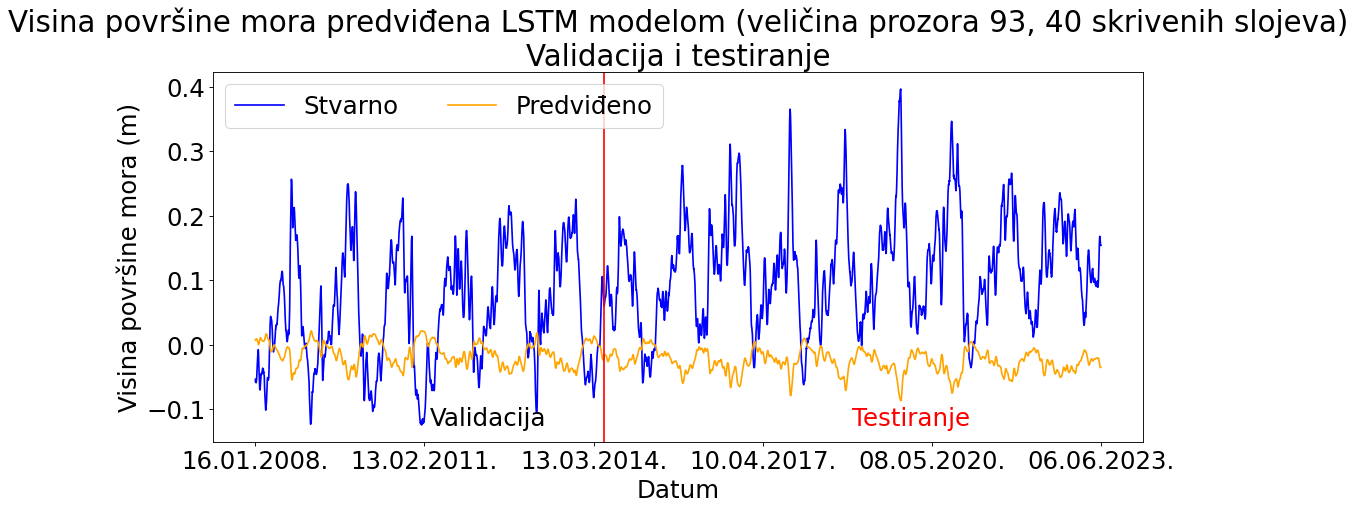 Visina površine mora predviđena LSTM modelom (veličina prozora 93, 40 skrivenih slojeva)
Validacija i testiranje
Stvarno
Predviđeno
Visina površine mora (m)
0.4
0.3
0.2
0.1
0.0
−0.1
Validacija
Testiranje
16.01.2008.
13.02.2011.
13.03.2014.
10.04.2017.
08.05.2020.
06.06.2023.
Datum